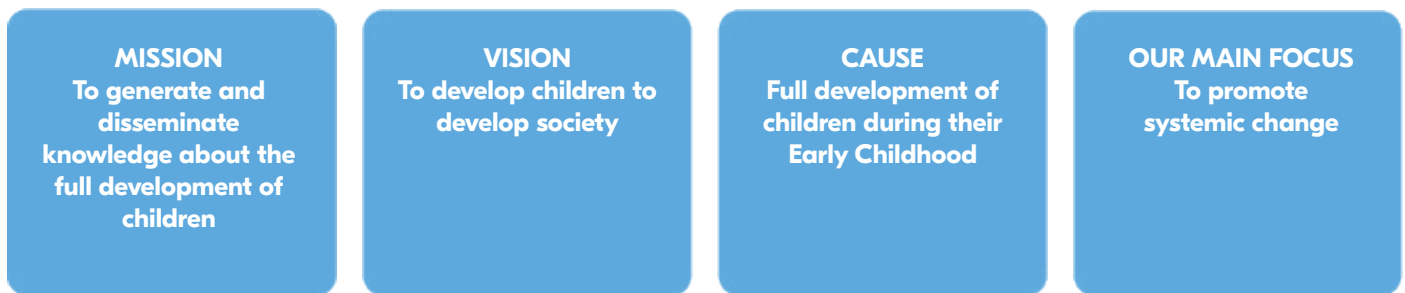 MISSION
To generate and
disseminate
knowledge about the
full development of
children
VISION
To develop children to
develop society
CAUSE
Full development of
children during their
Early Childhood
OUR MAIN FOCUS
To promote
systemic change